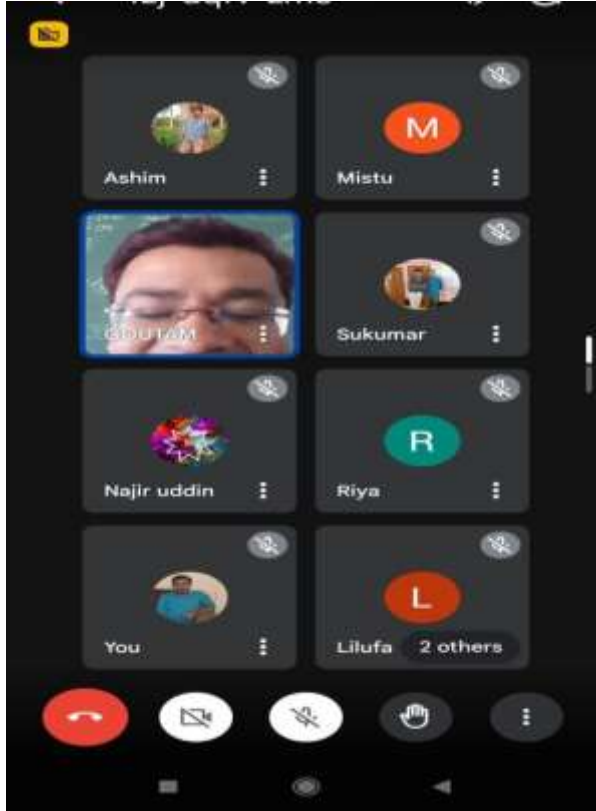 Ashim
M
Mistu
GOUTAM
Sukumar
Najir uddin
R
Riya
You
L
Lilufa
2 others